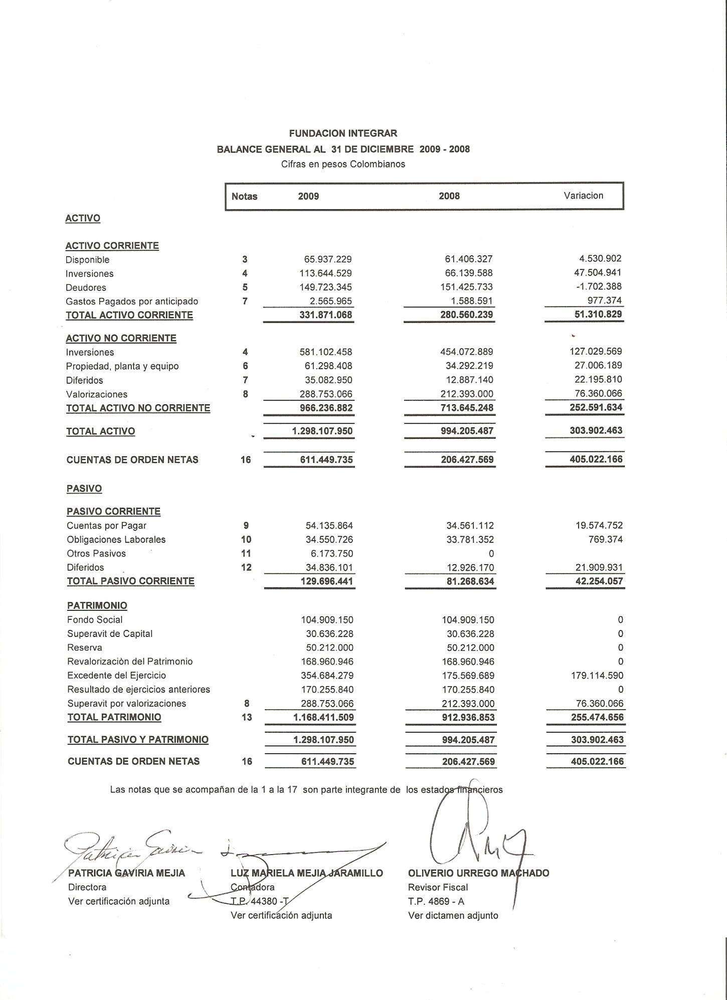 FUNDACION INTEGRAR
BALANCE GENERAL AL 31 DE DICIEMBRE 2009 - 2008
Cifras en pesos Colombianos
Notas 2009 2008 Variacion
ACTIVO
ACTIVO CORRIENTE
Disponible 3 65.937.229 61.406.327 4.530.902
Inversiones 4 113.644.529 66.139.588 47.504.941
Deudores 5 149.723.345 151.425.733 -1.702.388
Gastos Pagados por anticipado 7 2.565.965 1.588.591 977.374
TOTAL ACTIVO CORRIENTE 331.871.068 280.560.239 51.310.829
ACTIVO NO CORRIENTE
Inversiones 4 581.102.458 454.072.889 127.029.569
Propiedad, planta y equipo 6 61.298.408 34.292.219 27.006.189
Diferidos 7 35.082.950 12.887.140 22.195.810
Valorizaciones 8 288.753.066 212.393.000 76.360.066
TOTAL ACTIVO NO CORRIENTE 966.236.882 713.645.248 252.591.634
TOTAL ACTIVO 1.298.107.950 994.205.487 303.902.463
CUENTAS DE ORDEN NETAS 16 611.449.735 206.427.569 405.022.166
PASIVO
PASIVO CORRIENTE
Cuentas por Pagar 9 54.135.864 34.561.112 19.574.752
Obligaciones Laborales 10 34.550.726 33.781.352 769.374
Otros Pasivos 11 6.173.750 0
Diferidos 12 34.836.101 12.926.170 21.909.931
TOTAL PASIVO CORRIENTE 129.696.441 81.268.634 42.254.057
PATRIMONIO
Fondo Social 104.909.150 104.909.150 0
Superavit de Capital 30.636.228 30.636.228 0
Reserva 50.212.000 50.212.000 0
Revalorizaciòn del Patrimonio 168.960.946 168.960.946 0
Excedente del Ejercicio 354.684.279 175.569.689 179.114.590
Resultado de ejercicios anteriores 170.255.840 170.255.840 0
Superavit por valorizaciones 8 288.753.066 212.393.000 76.360.066
TOTAL PATRIMONIO 13 1.168.411.509 912.936.853 255.474.656
TOTAL PASIVO Y PATRIMONIO 1.298.107.950 994.205.487 303.902.463
CUENTAS DE ORDEN NETAS 16 611.449.735 206.427.569 405.022.166
Las notas que se acompañan de la 1 a la 17 son parte integrante de los estados financieros
Patricia Gaviria
PATRICIA GAVIRIA MEJIA LUZ MARIELA MEJIA JARAMILLO OLIVERIO URREGO MACHADO
Directora Contadora Revisor Fiscal
Ver certificación adjunta T.P. 44380 -T T.P. 4869 - A
Ver certificación adjunta Ver dictamen adjunto